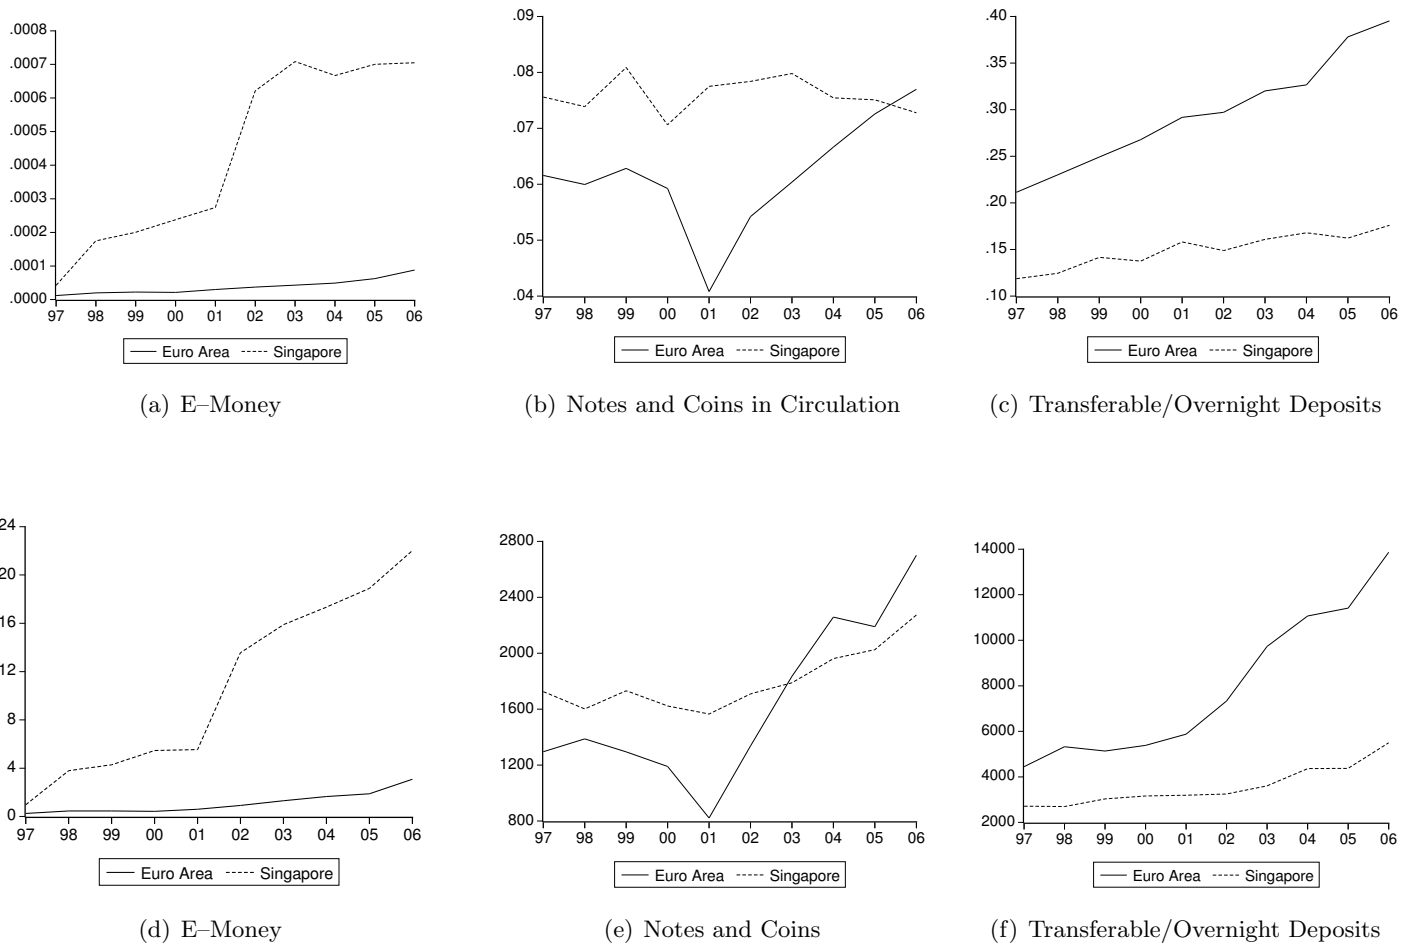 .0008
.0007
.0006
.0005
.0004
.0003
.0002
.0001
.0000
97 98 99 00 01 02 03 04 05 06
Euro Area Singapore
(a) E–Money
.09
.08
.07
.06
.05
.04
97 98 99 00 01 02 03 04 05 06
Euro Area Singapore
(b) Notes and Coins in Circulation
.40
.35
.30
.25
.20
.15
.10
97 98 99 00 01 02 03 04 05 06
Euro Area Singapore
(c) Transferable/Overnight Deposits
24
20
16
12
8
4
0
97 98 99 00 01 02 03 04 05 06
Euro Area Singapore
(d) E–Money
2800
2400
2000
1600
1200
800
97 98 99 00 01 02 03 04 05 06
Euro Area Singapore
(e) Notes and Coins
14000
12000
10000
8000
6000
4000
2000
97 98 99 00 01 02 03 04 05 06
Euro Area Singapore
(f) Transferable/Overnight Deposits